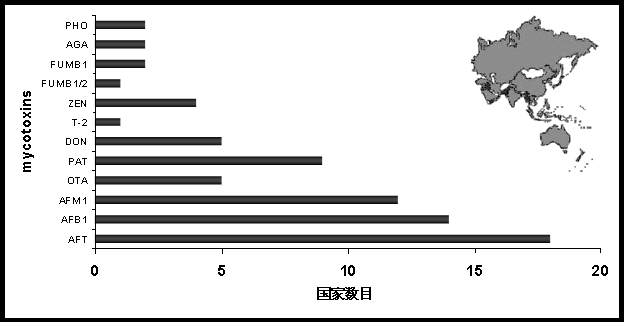 PHO
AGA
FUMB1
FUMB1/2
ZEN
T-2
DON
PAT
OTA
AFM1
AFB1
AFT
mycotoxins
0 5 10 15 20
国家数目